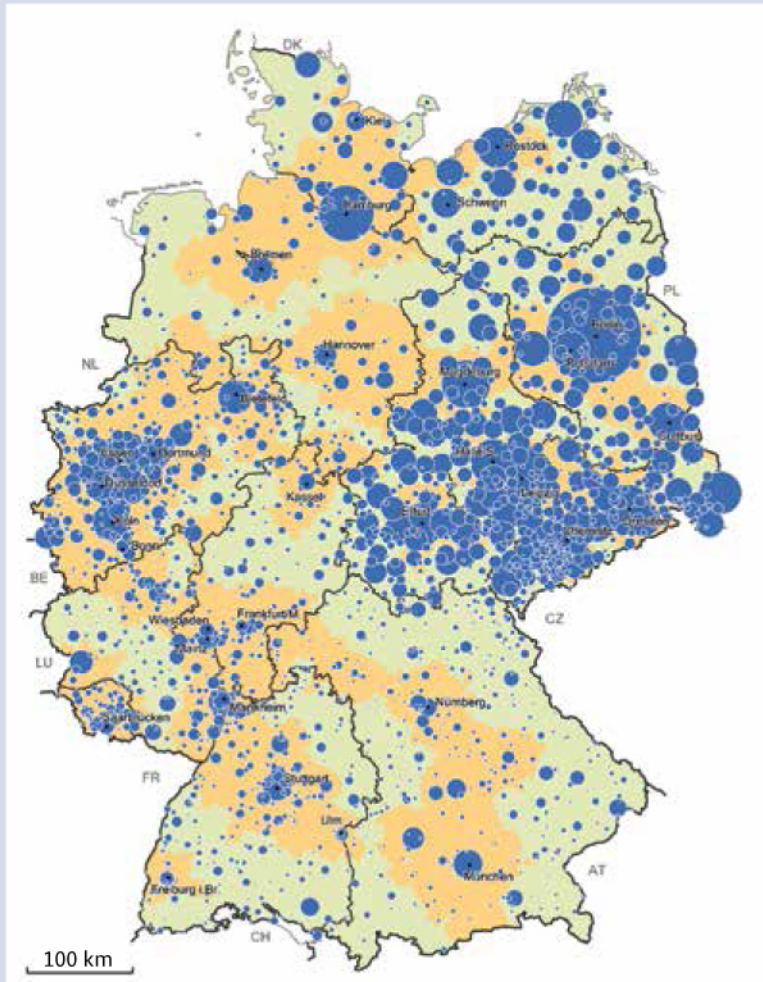 DK
Kiel
Rostock
Hamburg
Schwerin
Bremen
PL
Berlin
Hannover
Potsdam
NL
Magdeburg
Bielefeld
Cottbus
Essen
Dortmund
Halle/S.
Düsseldorf
Leipzig
Kassel
Erfurt
Dresden
Köln
Chemnitz
Bonn
BE
Wiesbaden
Frankfurt/M.
CZ
Mainz
LU
Nürnberg
Mannheim
Saarbrücken
FR
Stuttgart
Ulm
München
AT
Freiburg i.Br.
CH
100 km